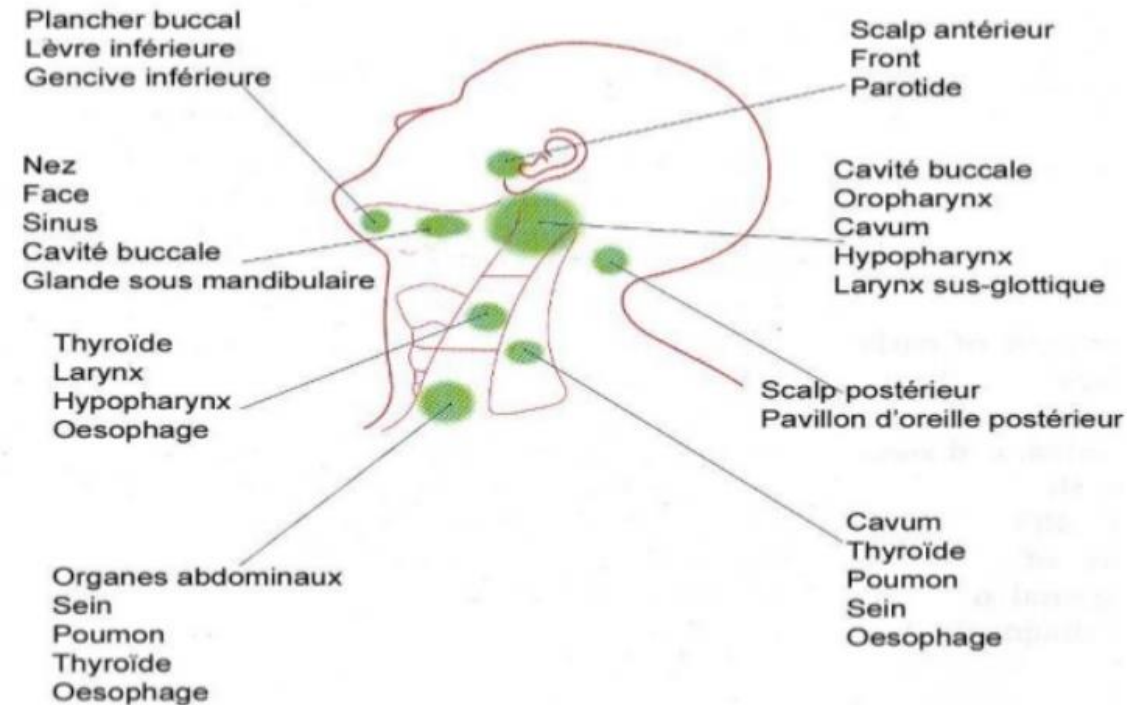 Plancher buccal
Lèvre inférieure
Gencive inférieure
Scalp antérieur
Front
Parotide
Nez
Face
Sinus
Cavité buccale
Glande sous mandibulaire
Cavité buccale
Oropharynx
Cavum
Hypopharynx
Larynx sus-glottique
Thyroïde
Larynx
Hypopharynx
Oesophage
Scalp postérieur
Pavillon d'oreille postérieur
Organes abdominaux
Sein
Poumon
Thyroïde
Oesophage
Cavum
Thyroïde
Poumon
Sein
Oesophage